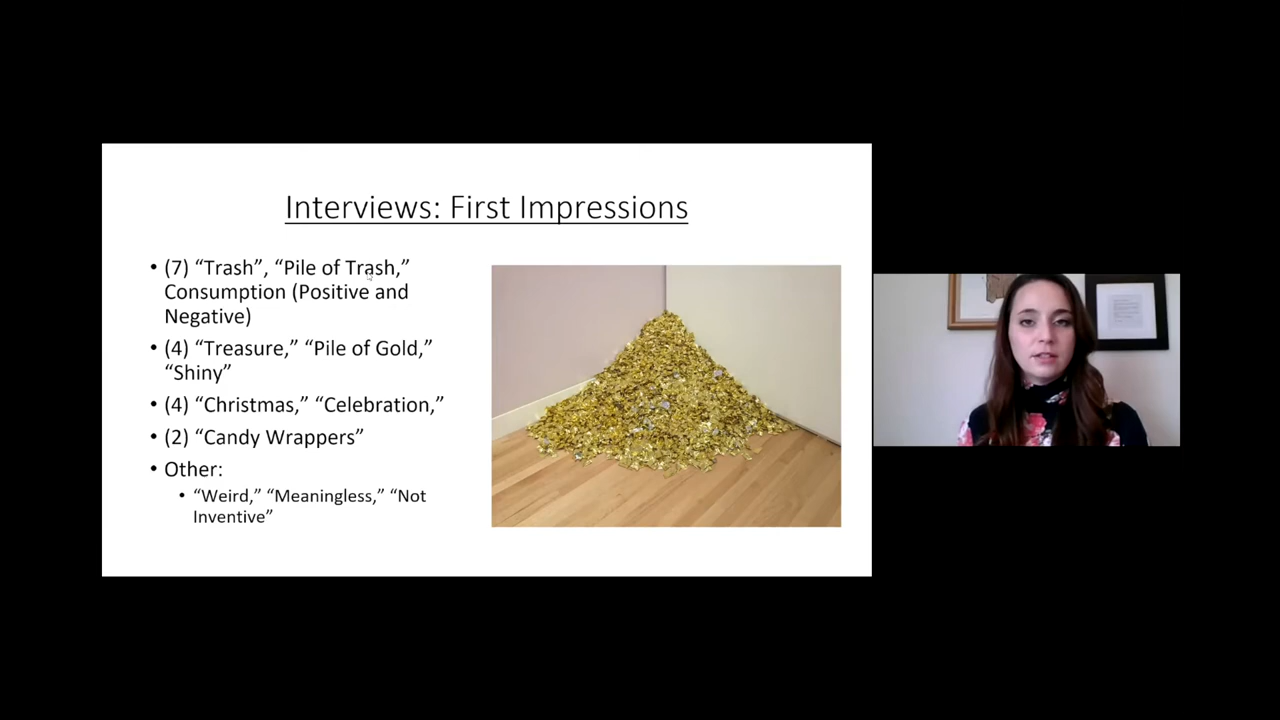 Interviews: First Impressions
• (7) “Trash”, “Pile of Trash,”
Consumption (Positive and
Negative)
• (4) “Treasure,” “Pile of Gold,”
“Shiny”
• (4) “Christmas,” “Celebration,”
• (2) “Candy Wrappers”
• Other:
• “Weird,” “Meaningless,” “Not
Inventive”